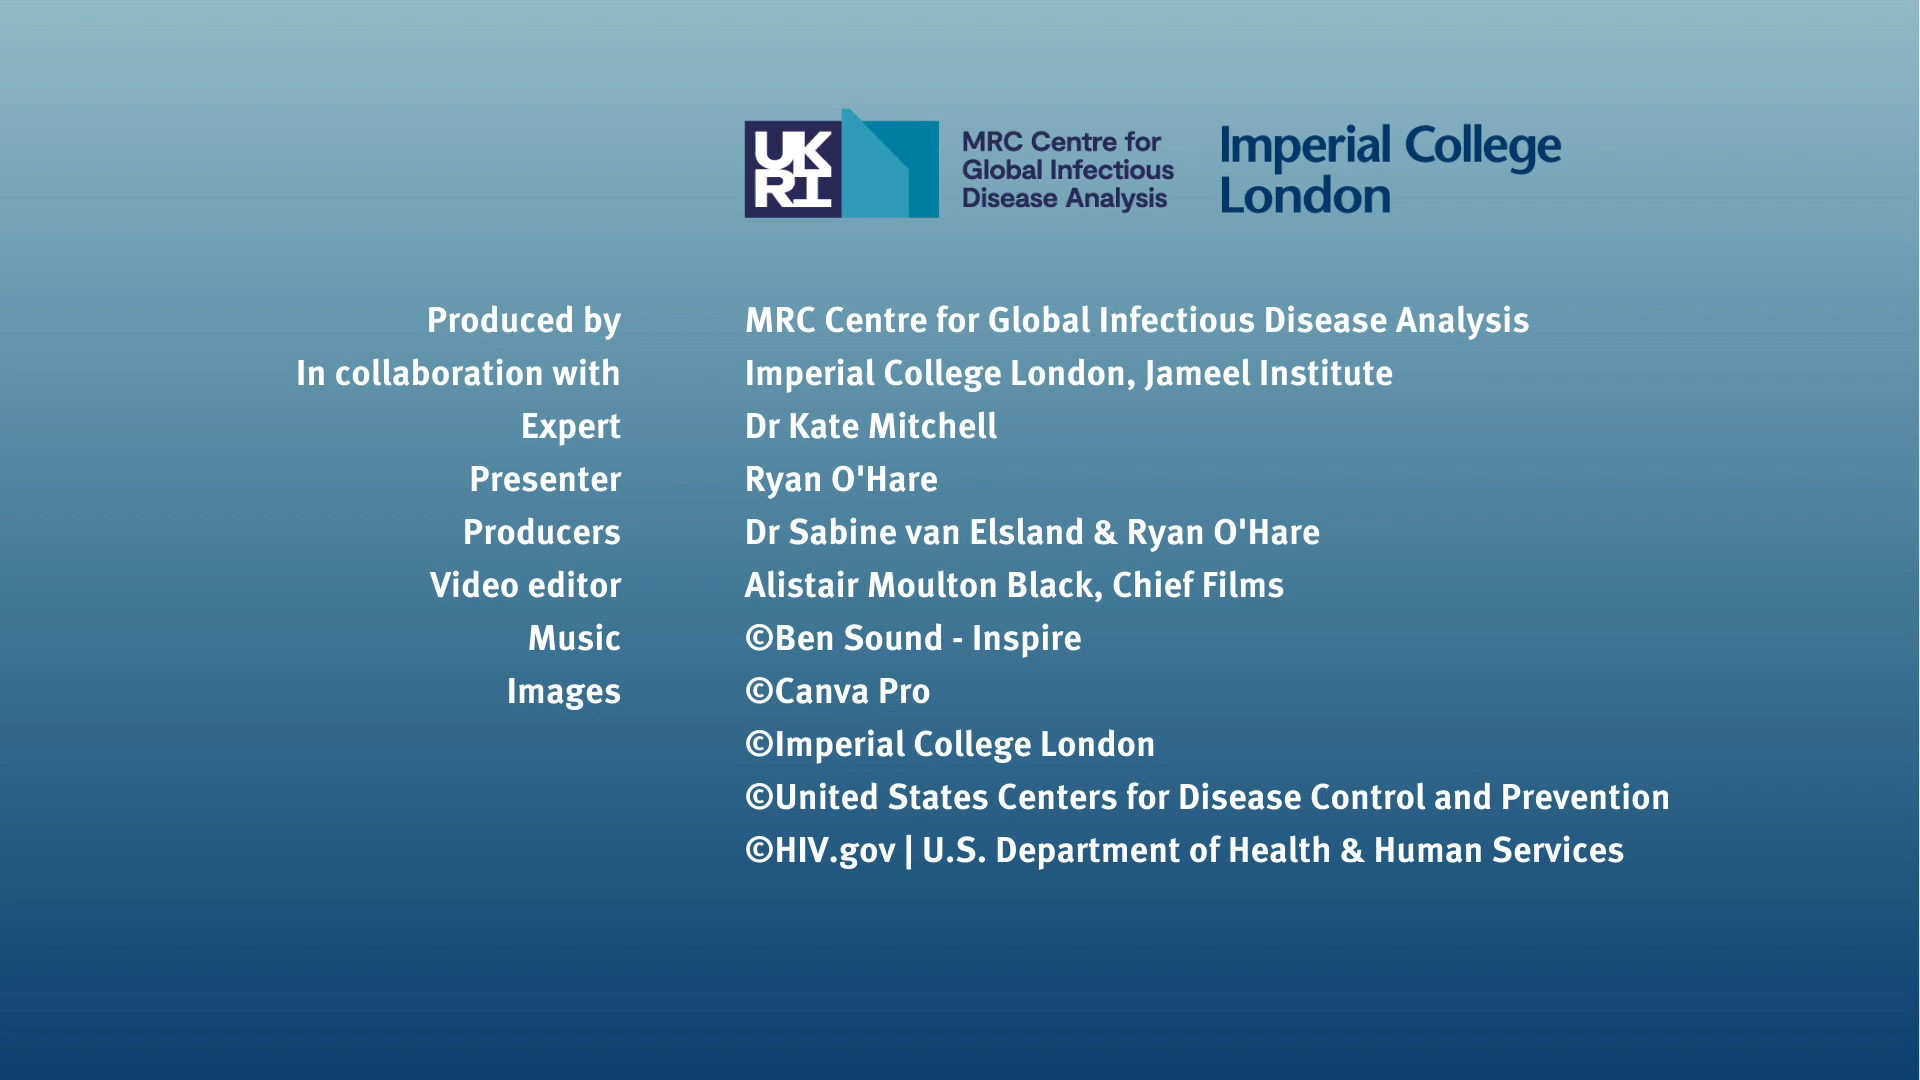 UK
RI
MRC Centre for
Global Infectious
Disease Analysis
Imperial College
London
Produced by MRC Centre for Global Infectious Disease Analysis
In collaboration with Imperial College London, Jameel Institute
Expert Dr Kate Mitchell
Presenter Ryan O'Hare
Producers Dr Sabine van Elsland & Ryan O'Hare
Video editor Alistair Moulton Black, Chief Films
Music ©Ben Sound - Inspire
Images ©Canva Pro
©Imperial College London
©United States Centers for Disease Control and Prevention
©HIV.gov | U.S. Department of Health & Human Services